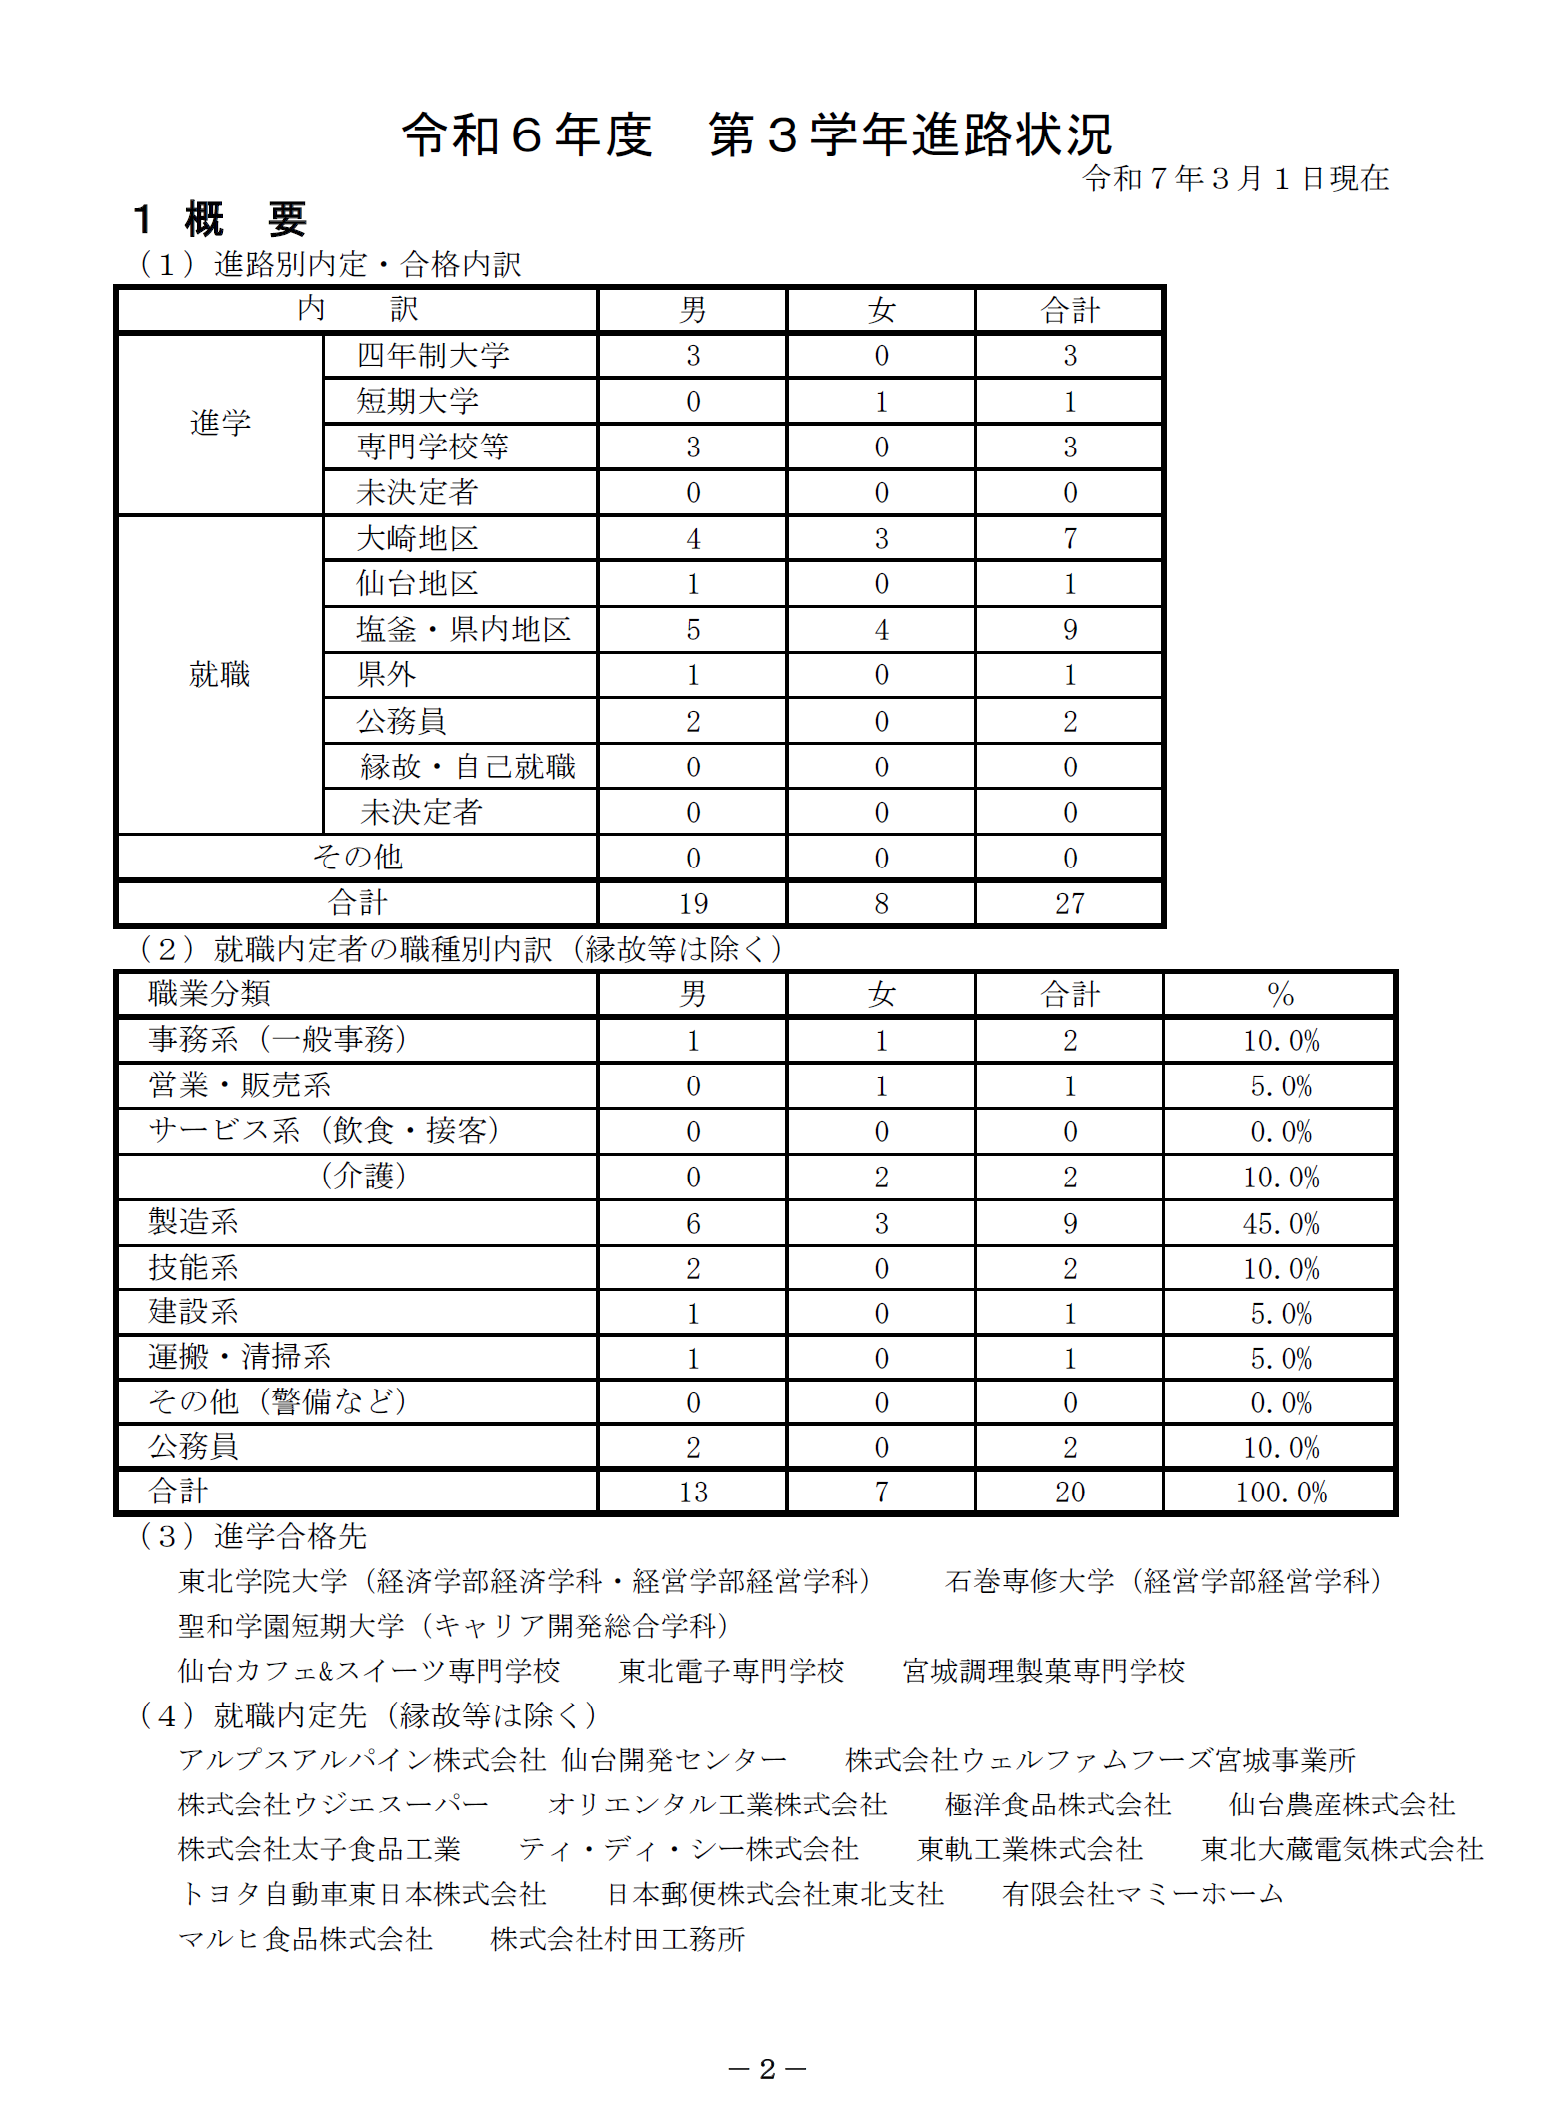 令和６年度　第３学年進路状況
令和７年３月１日現在
１ 概　要
（１）進路別内定・合格内訳
内　　訳 男 女 合計
進学 四年制大学 3 0 3
短期大学 0 1 1
専門学校等 3 0 3
未決定者 0 0 0
就職 大崎地区 4 3 7
仙台地区 1 0 1
塩釜・県内地区 5 4 9
県外 1 0 1
公務員 2 0 2
縁故・自己就職 0 0 0
未決定者 0 0 0
その他 0 0 0
合計 19 8 27
（２）就職内定者の職種別内訳（縁故等は除く）
職業分類 男 女 合計 %
事務系（一般事務） 1 1 2 10.0%
営業・販売系 0 1 1 5.0%
サービス系（飲食・接客） 0 0 0 0.0%
（介護） 0 2 2 10.0%
製造系 6 3 9 45.0%
技能系 2 0 2 10.0%
建設系 1 0 1 5.0%
運搬・清掃系 1 0 1 5.0%
その他（警備など） 0 0 0 0.0%
公務員 2 0 2 10.0%
合計 13 7 20 100.0%
（３）進学合格先
東北学院大学（経済学部経済学科・経営学部経営学科）　　石巻専修大学（経営学部経営学科）
聖和学園短期大学（キャリア開発総合学科）
仙台カフェ&スイーツ専門学校　　東北電子専門学校　　宮城調理製菓専門学校
（４）就職内定先（縁故等は除く）
アルプスアルパイン株式会社 仙台開発センター　　株式会社ウェルファムフーズ宮城事業所
株式会社ウジエスーパー　　オリエンタル工業株式会社　　極洋食品株式会社　　仙台農産株式会社
株式会社太子食品工業　　ティ・ディ・シー株式会社　　東軌工業株式会社　　東北大蔵電気株式会社
トヨタ自動車東日本株式会社　　日本郵便株式会社東北支社　　有限会社マミーホーム
マルヒ食品株式会社　　株式会社村田工務所
－２－